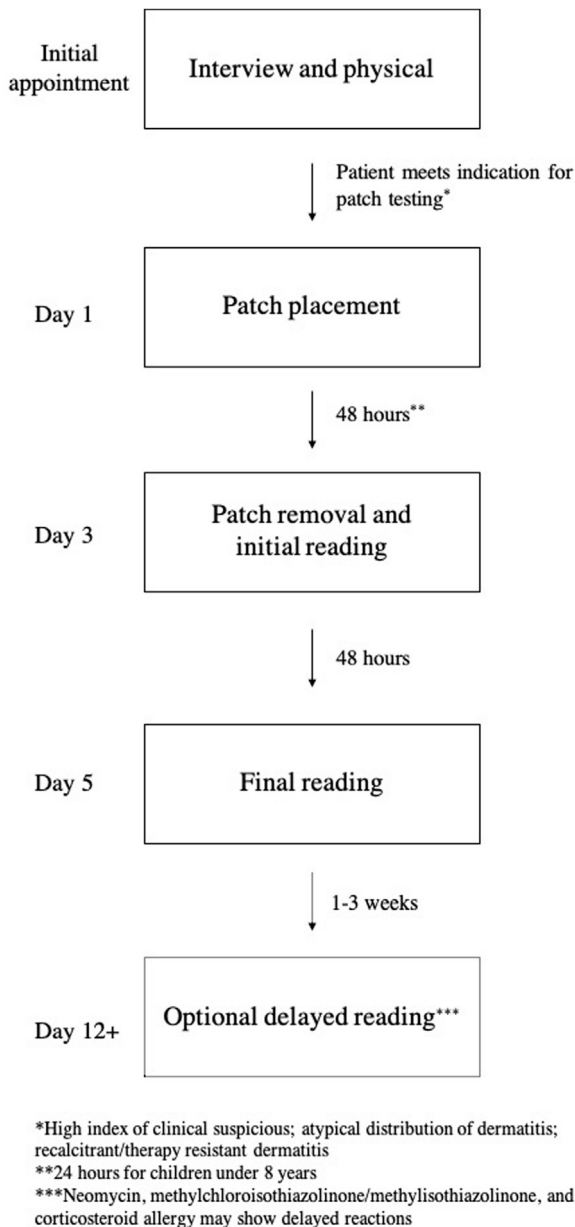 Initial
appointment
Interview and physical
Patient meets indication for
patch testing*
Day 1
Patch placement
48 hours**
Day 3
Patch removal and
initial reading
48 hours
Day 5
Final reading
1-3 weeks
Day 12+
Optional delayed reading***
*High index of clinical suspicious; atypical distribution of dermatitis;
recalcitrant/therapy resistant dermatitis
**24 hours for children under 8 years
***Neomycin, methylchloroisothiazolinone/methylisothiazolinone, and
corticosteroid allergy may show delayed reactions